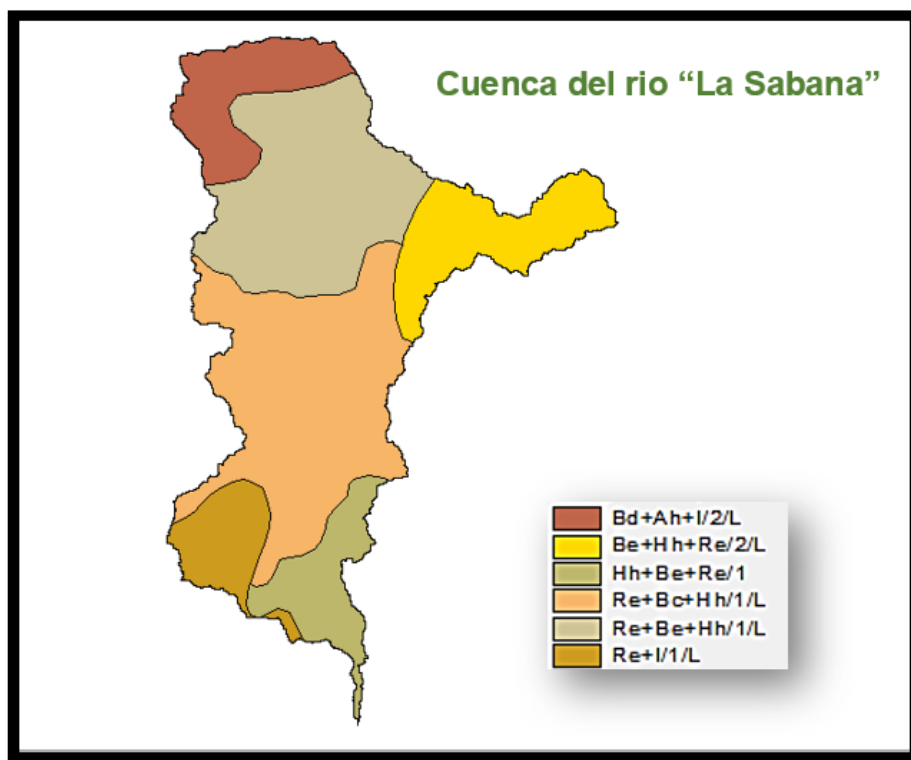 Cuenca del rio “La Sabana”
Bd+Ah+I/2/L
Be+Hh+Re/2/L
Hh+Be+Re/1
Re+Bc+Hh/1/L
Re+Be+Hh/1/L
Re+I/1/L